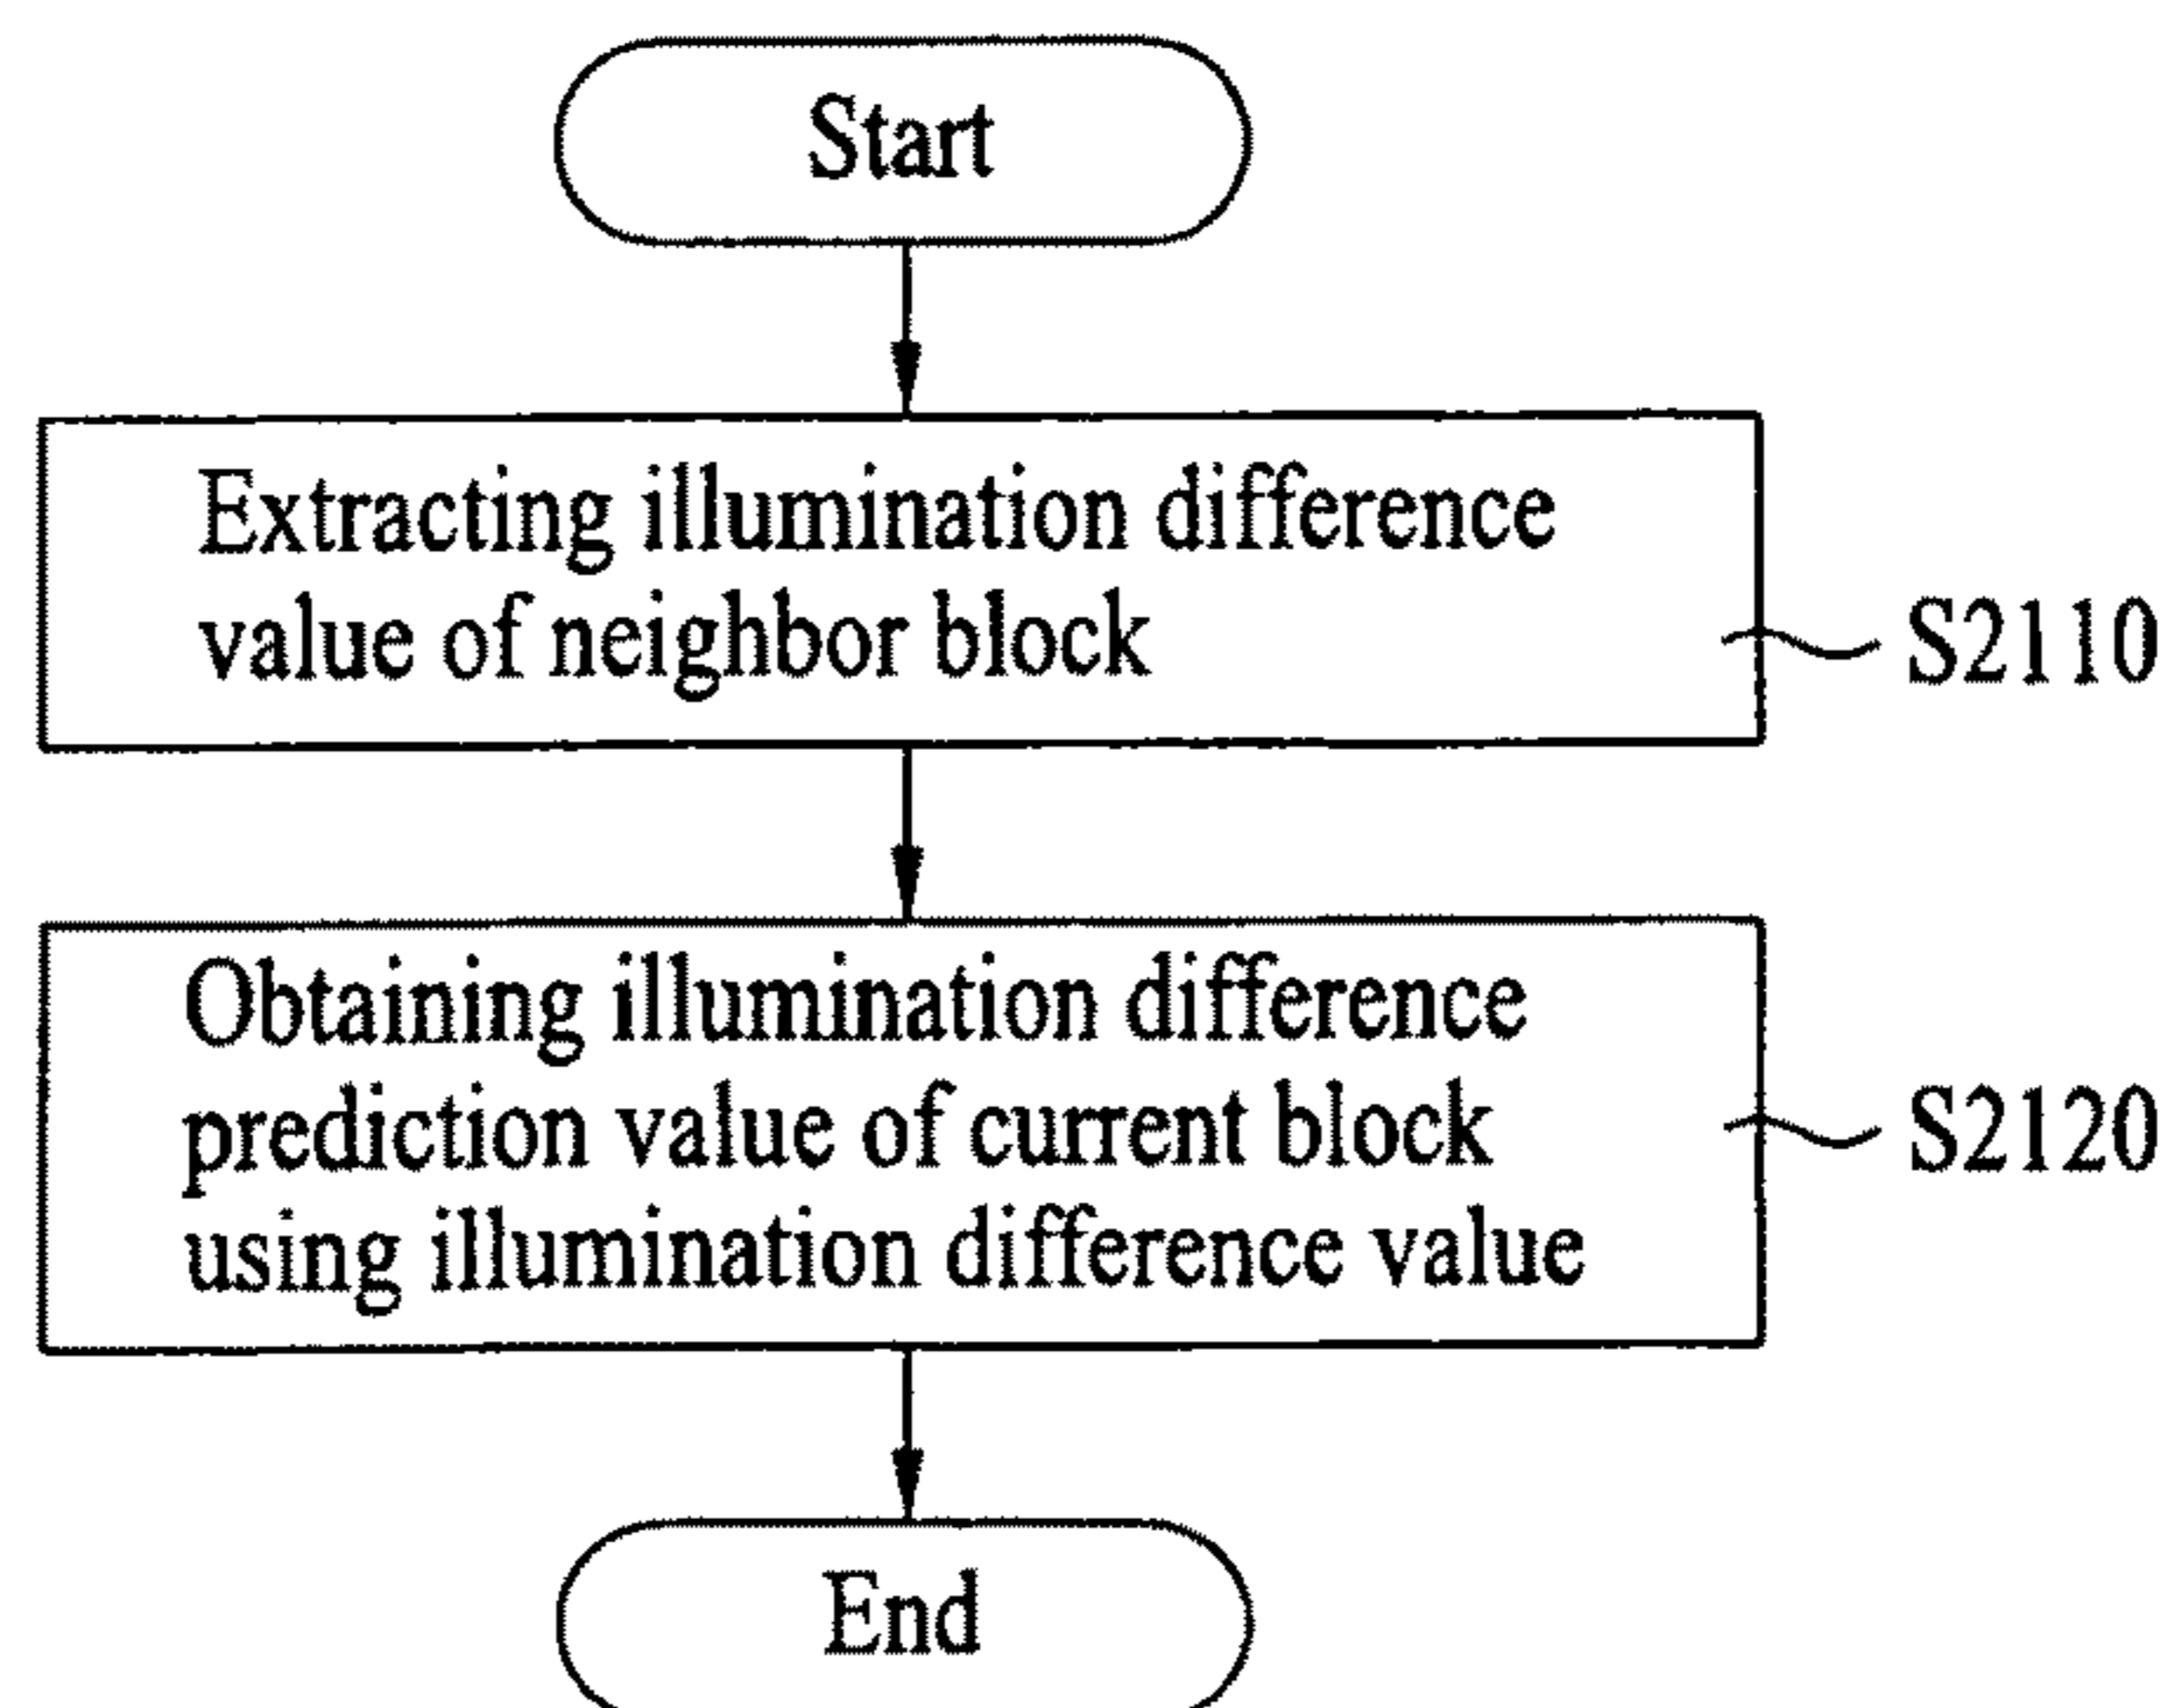 Start
Extracting illumination difference
value of neighbor block
S2110
Obtaining illumination difference
prediction value of current block
using illumination difference value
S2120
End